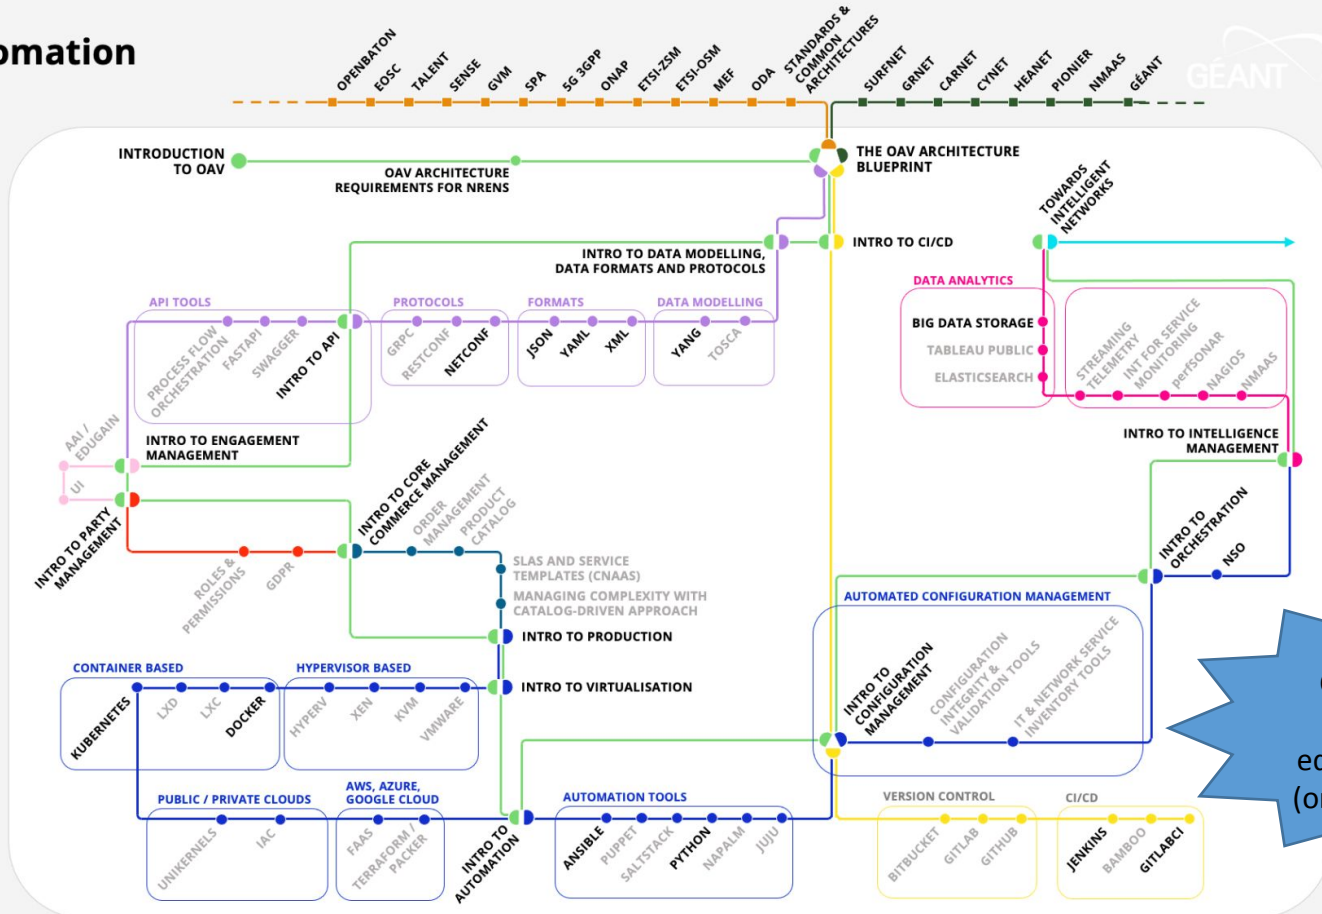 omation
OPENBATON
EOSC
TALENT
SENSE
GVM
SPA
5G 3GPP
ONAP
ETSI-ZSM
ETSI-OSM
MEF
ODA
STANDARDS &
COMMON
ARCHITECTURES
SURFNET
GRNET
CARNET
CYNET
HEANET
PIONIER
NMAAS
GÉANT
GÉANT
INTRODUCTION
TO OAV
OAV ARCHITECTURE
REQUIREMENTS FOR NRENS
THE OAV ARCHITECTURE
BLUEPRINT
TOWARDS
INTELLIGENT
NETWORKS
INTRO TO DATA MODELLING,
DATA FORMATS AND PROTOCOLS
INTRO TO CI/CD
API TOOLS
PROCESS FLOW
ORCHESTRATION
FASTAPI
SWAGGER
INTRO TO API
PROTOCOLS
GRPC
RESTCONF
NETCONF
FORMATS
JSON
YAML
XML
DATA MODELLING
YANG
TOSCA
DATA ANALYTICS
BIG DATA STORAGE
TABLEAU PUBLIC
ELASTICSEARCH
STREAMING
TELEMETRY
INT FOR SERVICE
MONITORING
perfSONAR
NAGIOS
NMAAS
AAI /
EDUGAIN
UI
INTRO TO ENGAGEMENT
MANAGEMENT
INTRO TO INTELLIGENCE
MANAGEMENT
INTRO TO PARTY
MANAGEMENT
ROLES &
PERMISSIONS
GDPR
INTRO TO CORE
COMMERCE MANAGEMENT
ORDER
MANAGEMENT
PRODUCT
CATALOG
SLAS AND SERVICE
TEMPLATES (CNAAS)
MANAGING COMPLEXITY WITH
CATALOG-DRIVEN APPROACH
INTRO TO PRODUCTION
INTRO TO
ORCHESTRATION
NSO
AUTOMATED CONFIGURATION MANAGEMENT
INTRO TO
CONFIGURATION
MANAGEMENT
CONFIGURATION
INTEGRITY &
VALIDATION TOOLS
IT & NETWORK SERVICE
INVENTORY TOOLS
CONTAINER BASED
KUBERNETES
LXD
LXC
DOCKER
HYPERVISOR BASED
HYPERV
XEN
KVM
VMWARE
INTRO TO VIRTUALISATION
PUBLIC / PRIVATE CLOUDS
UNIKERNELS
IAC
AWS, AZURE,
GOOGLE CLOUD
FAAS
TERRAFORM /
PACKER
INTRO TO
AUTOMATION
AUTOMATION TOOLS
ANSIBLE
PUPPET
SALTSTACK
PYTHON
NAPALM
JUJU
VERSION CONTROL
BITBUCKET
GITLAB
GITHUB
CI/CD
JENKINS
BAMBOO
GITLABCI
ed
(or